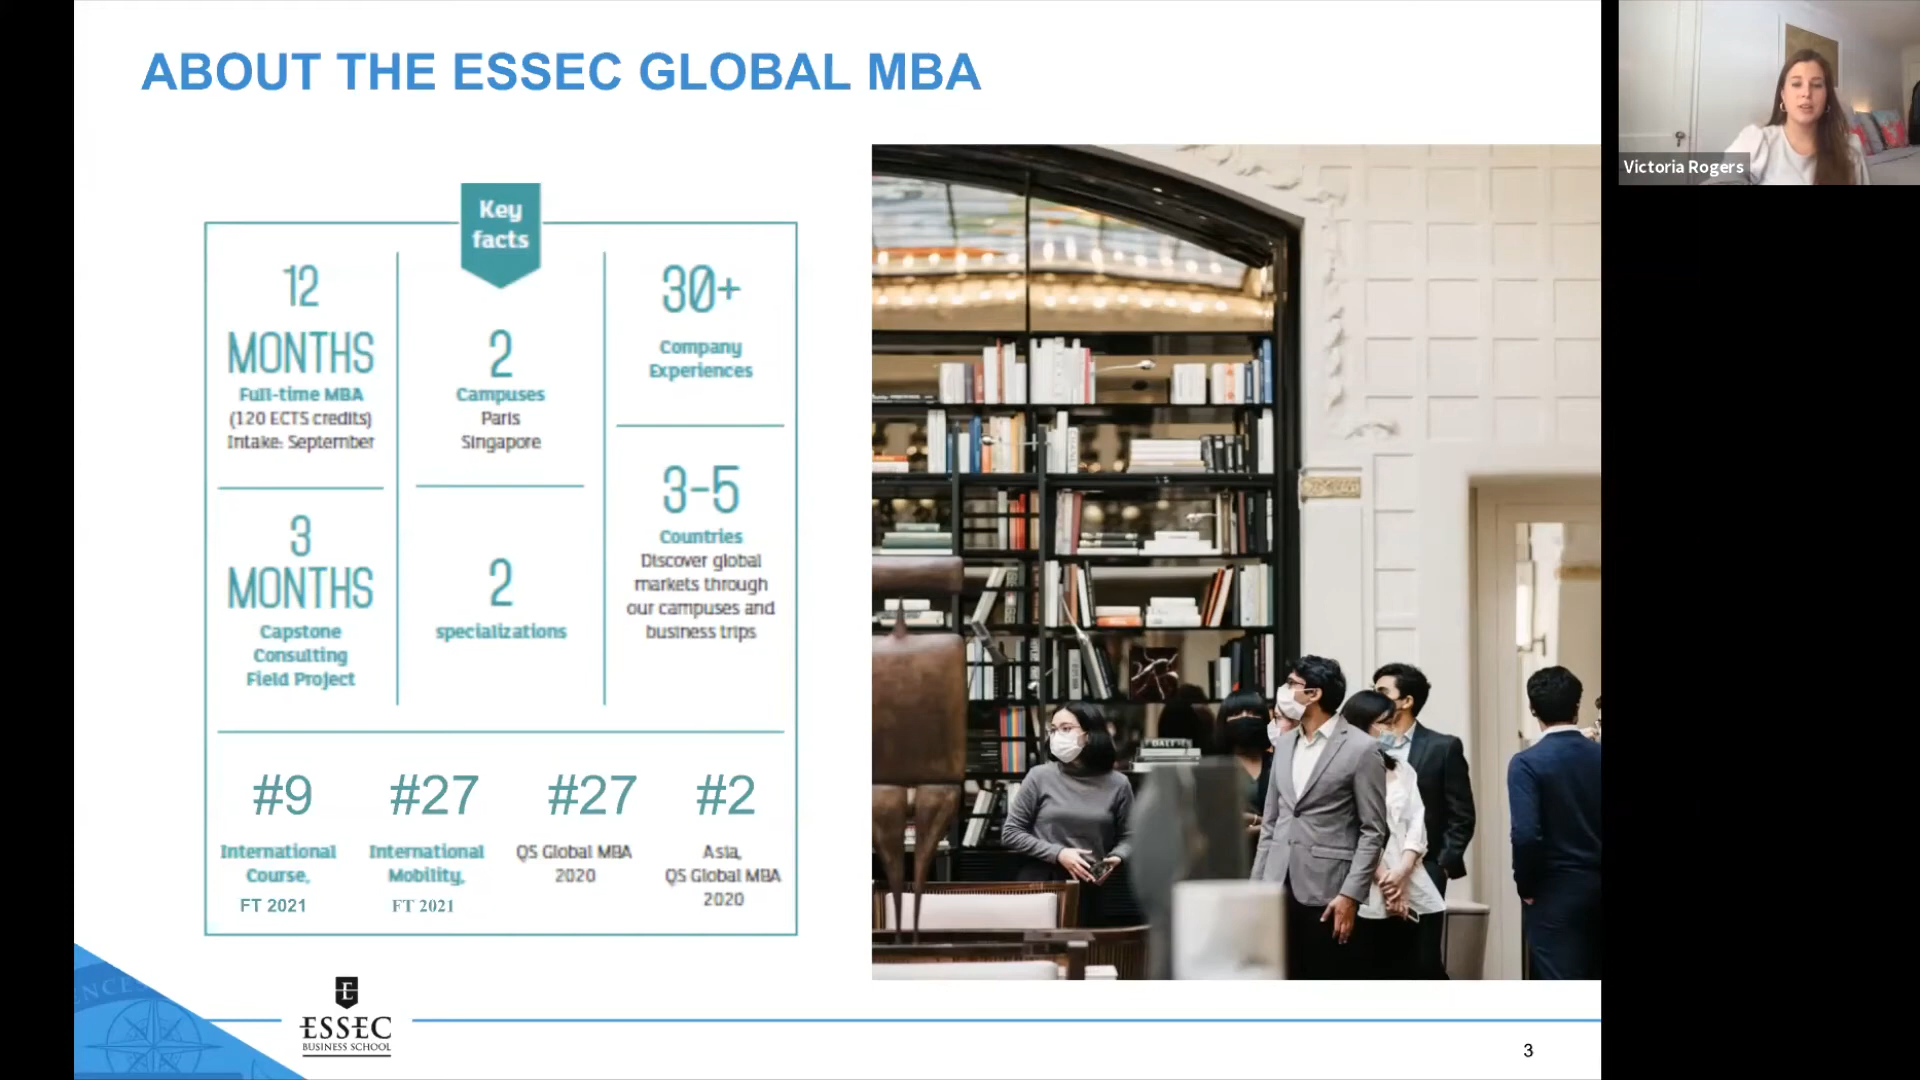 ABOUT THE ESSEC GLOBAL MBA
Key
facts
12
MONTHS
Full-time MBA
(120 ECTS credits)
Intake: September
3
MONTHS
Capstone
Consulting
Field Project
2
Campuses
Paris
Singapore
2
specializations
30+
Company
Experiences
3-5
Countries
Discover global
markets through
our campuses and
business trips
#9
International
Course,
FT 2021
#27
International
Mobility,
FT 2021
#27
QS Global MBA
2020
#2
Asia,
QS Global MBA
2020
E
ESSEC
BUSINESS SCHOOL
3
Victoria Rogers